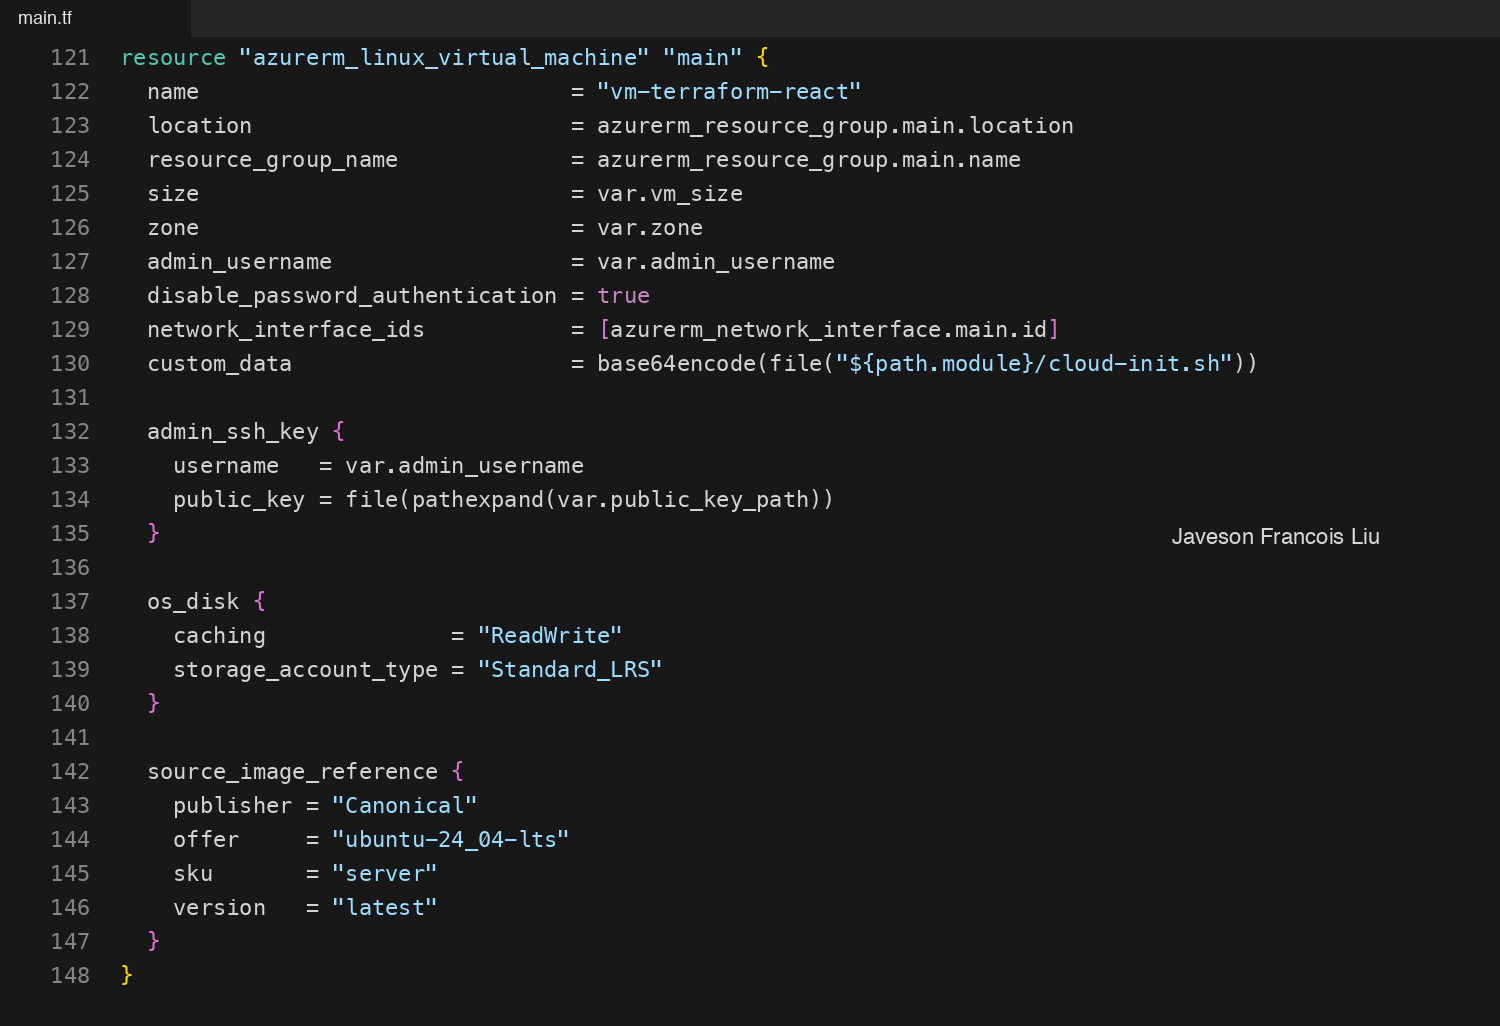 main.tf
121 resource "azurerm_linux_virtual_machine" "main" {
122   name                            = "vm-terraform-react"
123   location                        = azurerm_resource_group.main.location
124   resource_group_name             = azurerm_resource_group.main.name
125   size                            = var.vm_size
126   zone                            = var.zone
127   admin_username                  = var.admin_username
128   disable_password_authentication = true
129   network_interface_ids           = [azurerm_network_interface.main.id]
130   custom_data                     = base64encode(file("${path.module}/cloud-init.sh"))
131
132   admin_ssh_key {
133     username   = var.admin_username
134     public_key = file(pathexpand(var.public_key_path))
135   }
Javeson Francois Liu
136
137   os_disk {
138     caching              = "ReadWrite"
139     storage_account_type = "Standard_LRS"
140   }
141
142   source_image_reference {
143     publisher = "Canonical"
144     offer     = "ubuntu-24_04-lts"
145     sku       = "server"
146     version   = "latest"
147   }
148 }